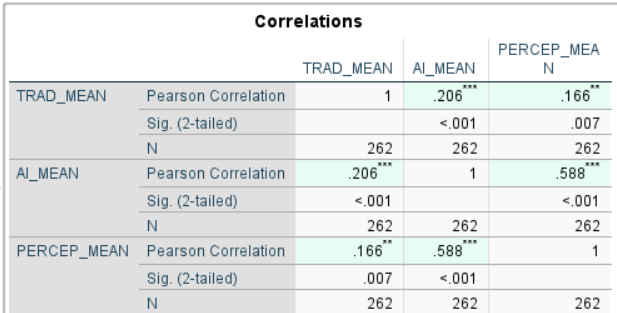 Correlations
TRAD_MEAN AI_MEAN PERCEP_MEA
N
TRAD_MEAN Pearson Correlation 1 .206*** .166**
Sig. (2-tailed) <.001 .007
N 262 262 262
AI_MEAN Pearson Correlation .206*** 1 .588***
Sig. (2-tailed) <.001 <.001
N 262 262 262
PERCEP_MEAN Pearson Correlation .166** .588*** 1
Sig. (2-tailed) .007 <.001
N 262 262 262